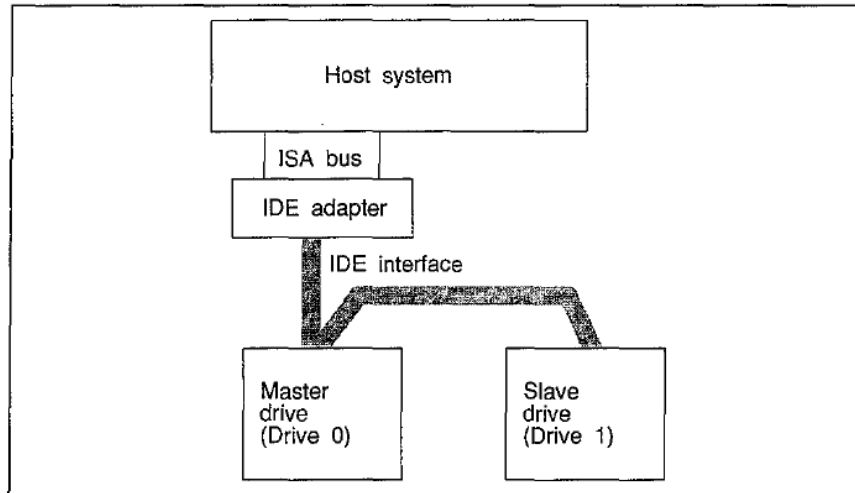 Host system
ISA bus
IDE adapter
IDE interface
Master
drive
(Drive 0)
Slave
drive
(Drive 1)